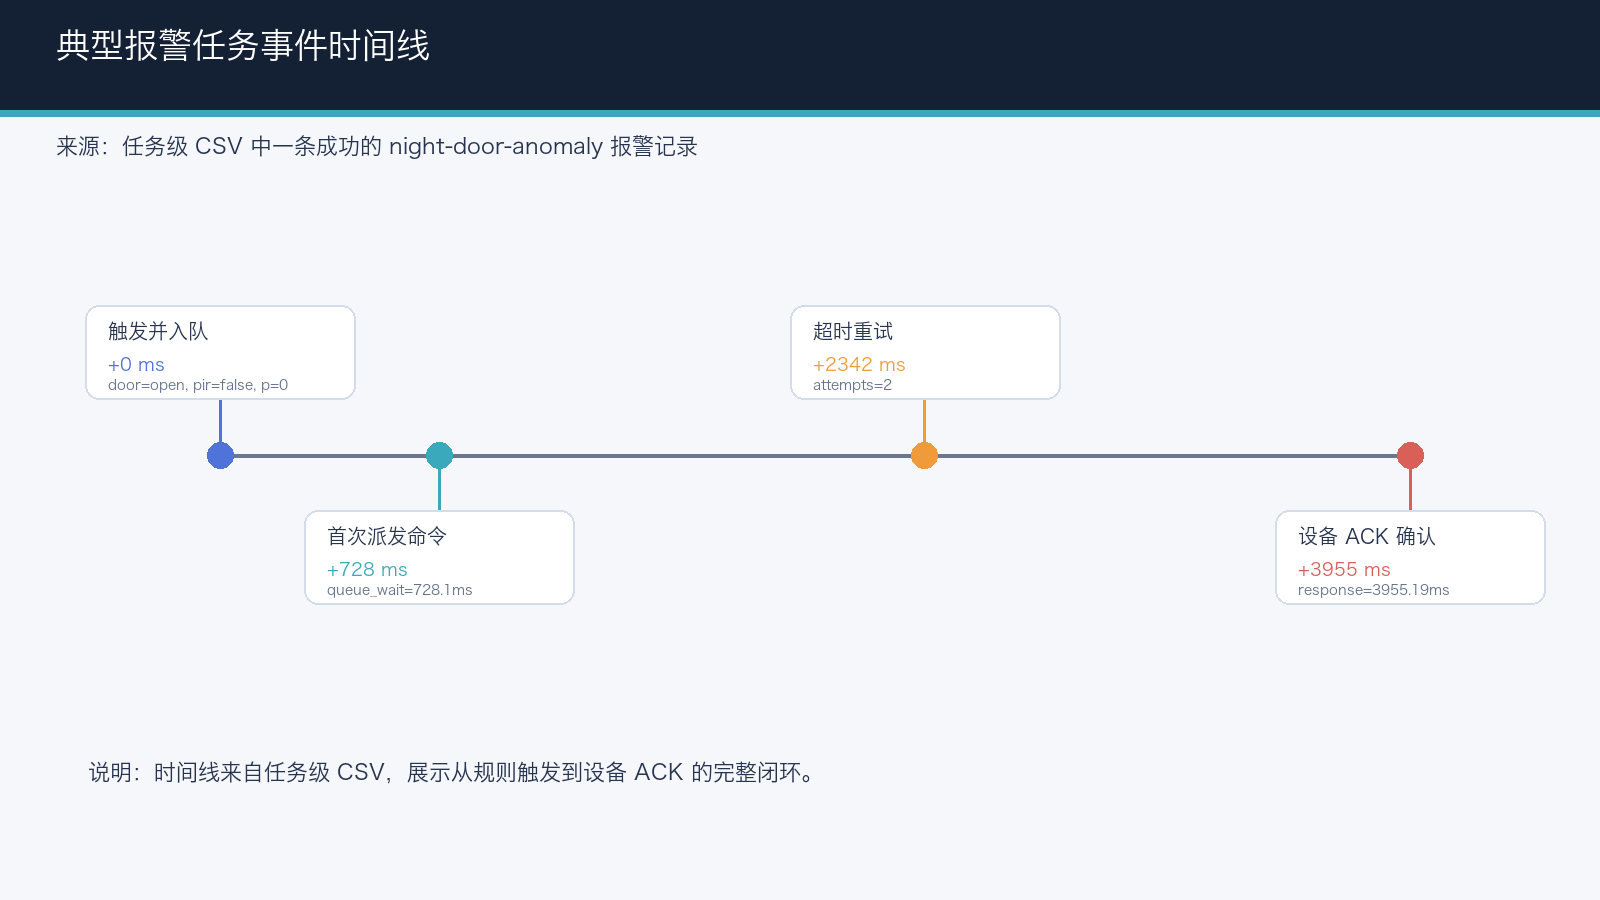 典型报警任务事件时间线
来源：任务级 CSV 中一条成功的 night-door-anomaly 报警记录
触发并入队
+0 ms
door=open, pir=false, p=0
超时重试
+2342 ms
attempts=2
首次派发命令
+728 ms
queue_wait=728.1ms
设备 ACK 确认
+3955 ms
response=3955.19ms
说明：时间线来自任务级 CSV，展示从规则触发到设备 ACK 的完整闭环。